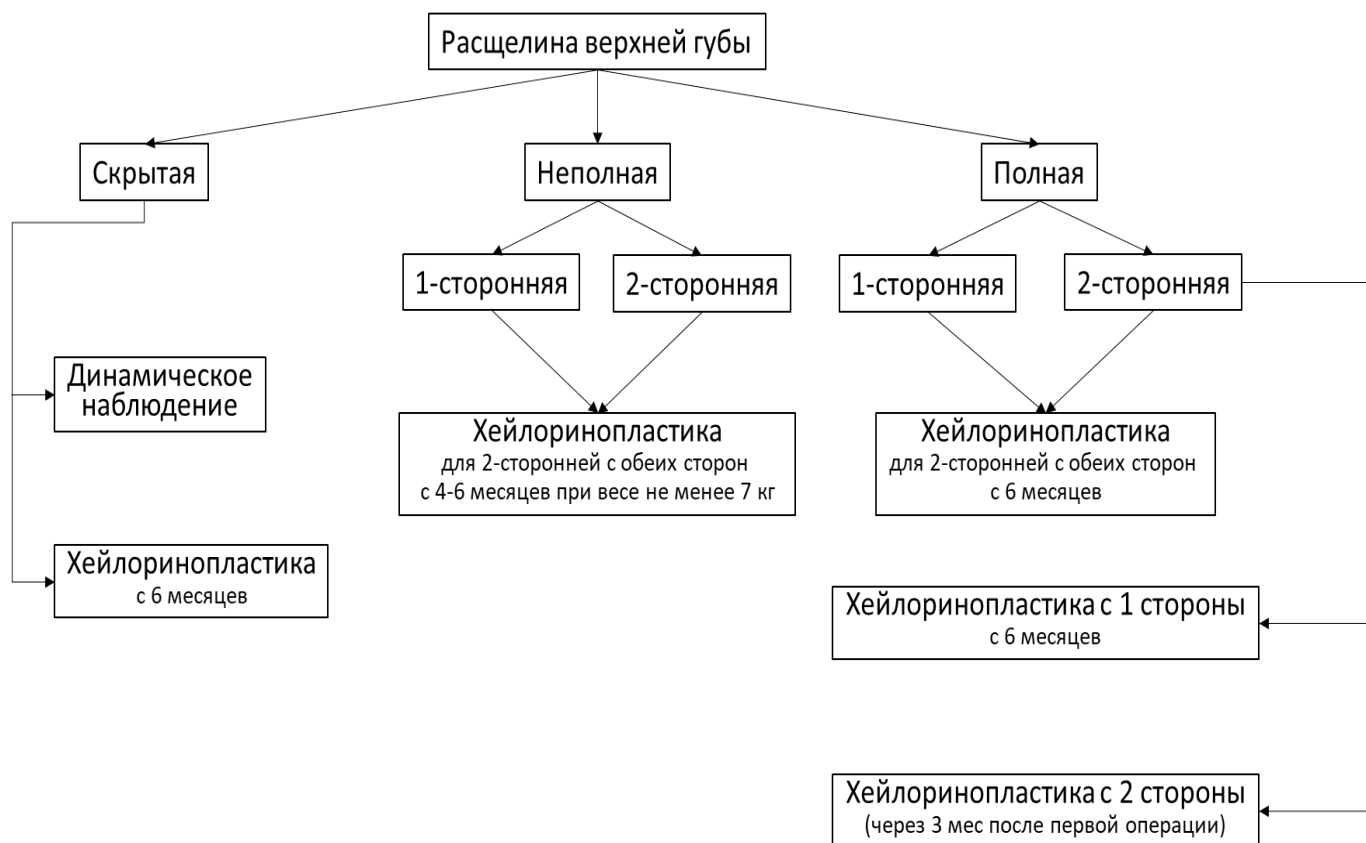 Расщелина верхней губы
Скрытая
Неполная
Полная
1-сторонняя
2-сторонняя
1-сторонняя
2-сторонняя
Динамическое
наблюдение
Хейлоринопластика
для 2-сторонней с обеих сторон
с 4-6 месяцев при весе не менее 7 кг
Хейлоринопластика
для 2-сторонней с обеих сторон
с 6 месяцев
Хейлоринопластика
с 6 месяцев
Хейлоринопластика с 1 стороны
с 6 месяцев
Хейлоринопластика с 2 стороны
(через 3 мес после первой операции)